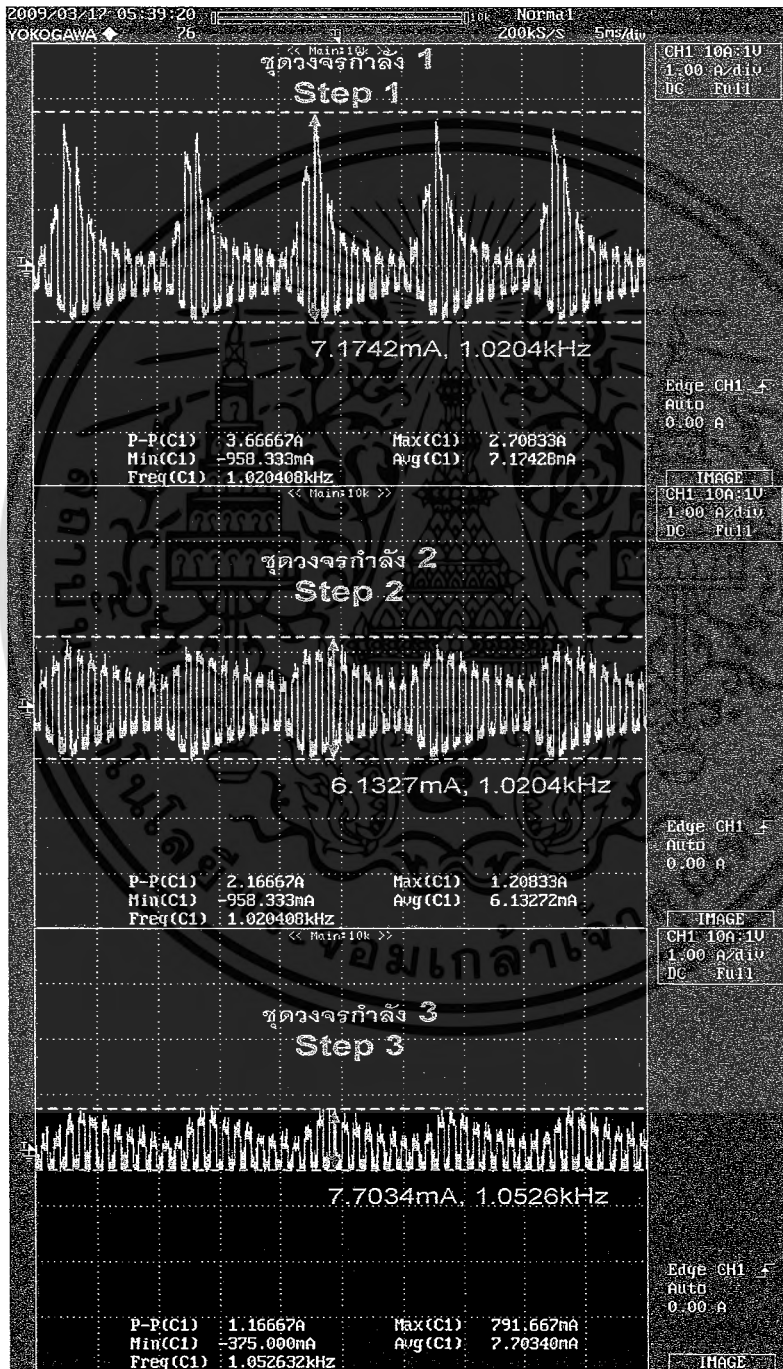 2009/03/17 05:39:20 Normal
YOKOGAWA ◆ 76 200kS/s 5ms/div
<< Main:10k >>
CH1 10A:1V
1.00 A/div
DC Full
ชุดวงจรกำลัง 1
Step 1
7.1742mA, 1.0204kHz
Edge CH1
Auto
0.00 A
P-P(C1) 3.66667A Max(C1) 2.70833A
Min(C1) -958.333mA Avg(C1) 7.17428mA
Freq(C1) 1.020408kHz
IMAGE
<< Main:10k >>
CH1 10A:1V
1.00 A/div
DC Full
ชุดวงจรกำลัง 2
Step 2
6.1327mA, 1.0204kHz
Edge CH1
Auto
0.00 A
P-P(C1) 2.16667A Max(C1) 1.20833A
Min(C1) -958.333mA Avg(C1) 6.13272mA
Freq(C1) 1.020408kHz
IMAGE
<< Main:10k >>
CH1 10A:1V
1.00 A/div
DC Full
ชุดวงจรกำลัง 3
Step 3
7.7034mA, 1.0526kHz
Edge CH1
Auto
0.00 A
P-P(C1) 1.16667A Max(C1) 791.667mA
Min(C1) -375.000mA Avg(C1) 7.70340mA
Freq(C1) 1.052632kHz
IMAGE